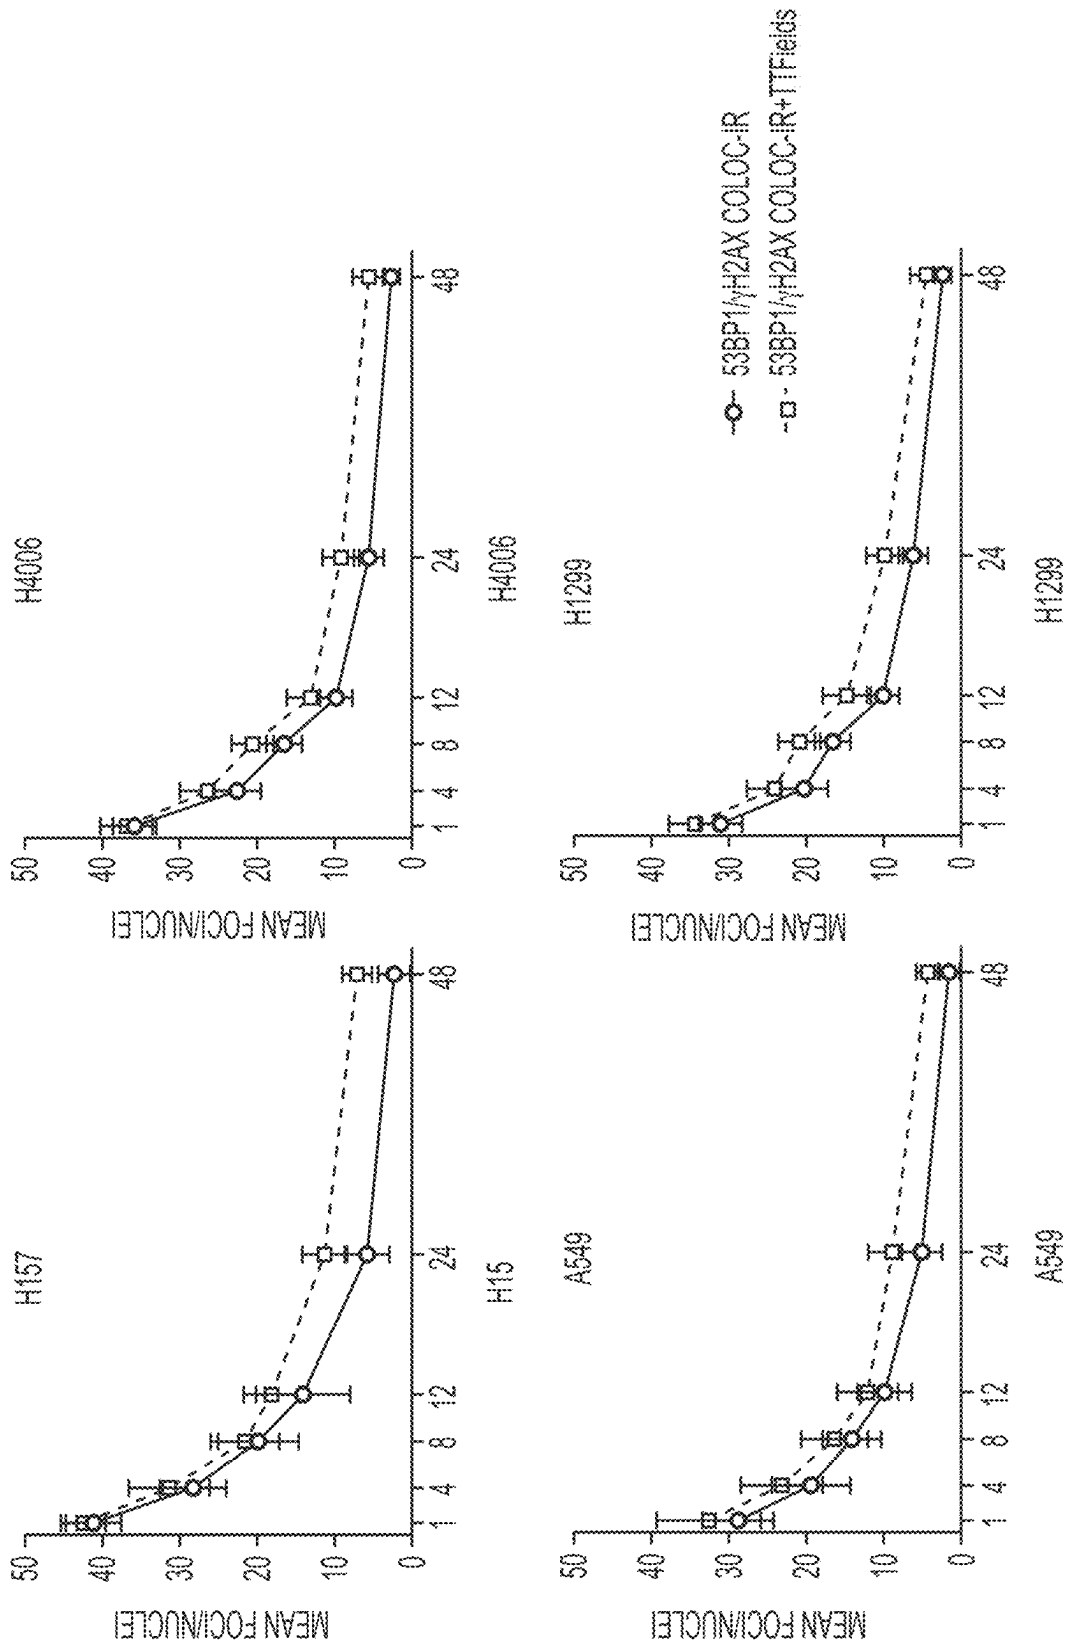 H157
MEAN FOCI/NUCLEI
50
40
30
20
10
0
1 4 8 12 24 48
H15
H4006
MEAN FOCI/NUCLEI
50
40
30
20
10
0
1 4 8 12 24 48
H4006
A549
MEAN FOCI/NUCLEI
50
40
30
20
10
0
1 4 8 12 24 48
A549
H1299
MEAN FOCI/NUCLEI
50
40
30
20
10
0
1 4 8 12 24 48
H1299
53BP1/γH2AX COLOC-IR
53BP1/γH2AX COLOC-IR+TTFields